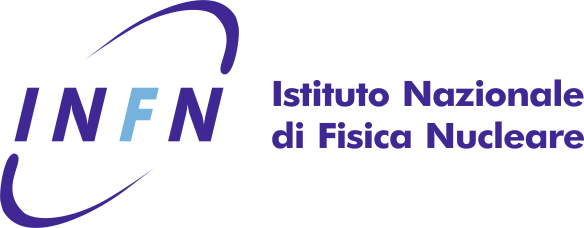 INFN
Istituto Nazionale
di Fisica Nucleare